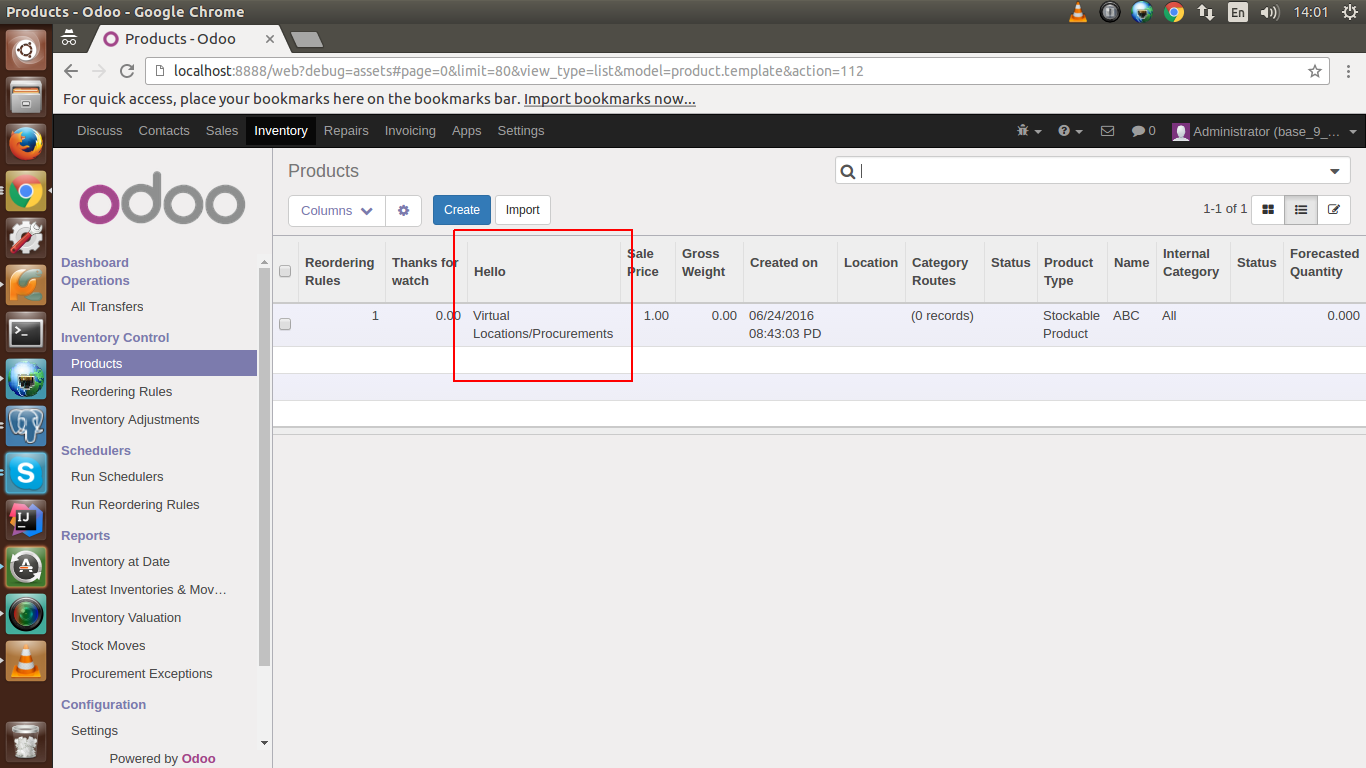 Products - Odoo - Google Chrome
En
14:01
Products - Odoo
localhost:8888/web?debug=assets#page=0&limit=80&view_type=list&model=product.template&action=112
For quick access, place your bookmarks here on the bookmarks bar. Import bookmarks now...
Discuss Contacts Sales Inventory Repairs Invoicing Apps Settings
0 Administrator (base_9_...
odoo
Dashboard
Operations
All Transfers
Inventory Control
Products
Reordering Rules
Inventory Adjustments
Schedulers
Run Schedulers
Run Reordering Rules
Reports
Inventory at Date
Latest Inventories & Mov…
Inventory Valuation
Stock Moves
Procurement Exceptions
Configuration
Settings
Powered by Odoo
Products
Columns
Create
Import
1-1 of 1
Reordering
Rules
Thanks for
watch
Hello
Sale
Price
Gross
Weight
Created on
Location
Category
Routes
Status
Product
Type
Name
Internal
Category
Status
Forecasted
Quantity
1
0.00
Virtual
Locations/Procurements
1.00
0.00
06/24/2016
08:43:03 PD
(0 records)
Stockable
Product
ABC
All
0.000